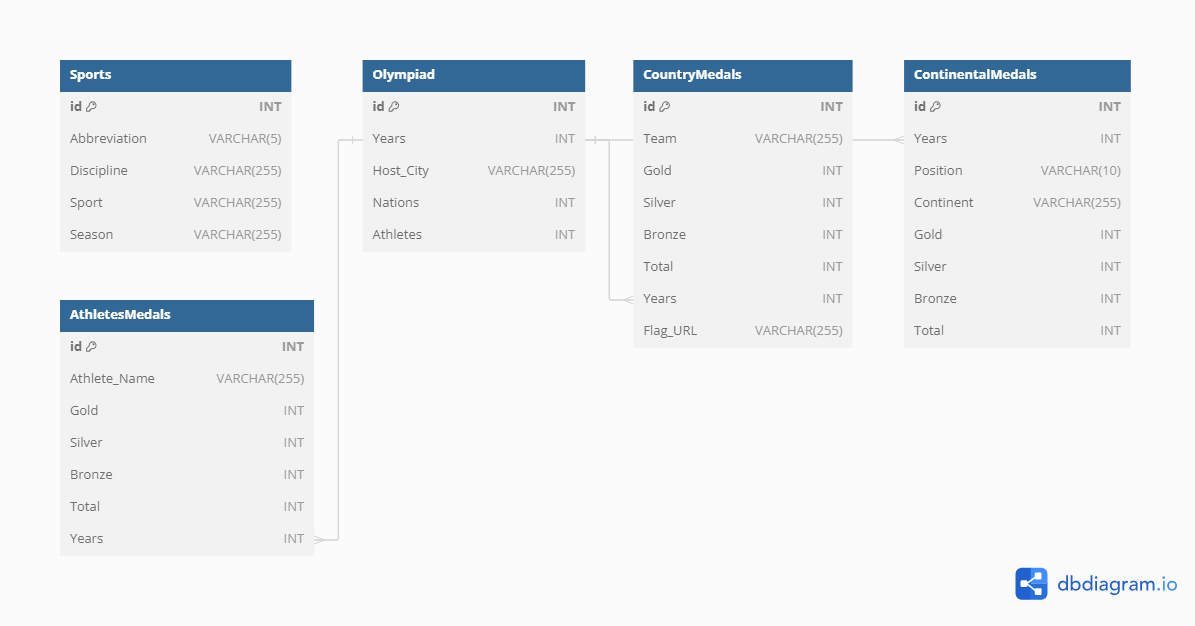 Sports
id INT
Abbreviation VARCHAR(5)
Discipline VARCHAR(255)
Sport VARCHAR(255)
Season VARCHAR(255)
Olympiad
id INT
Years INT
Host_City VARCHAR(255)
Nations INT
Athletes INT
CountryMedals
id INT
Team VARCHAR(255)
Gold INT
Silver INT
Bronze INT
Total INT
Years INT
Flag_URL VARCHAR(255)
ContinentalMedals
id INT
Years INT
Position VARCHAR(10)
Continent VARCHAR(255)
Gold INT
Silver INT
Bronze INT
Total INT
AthletesMedals
id INT
Athlete_Name VARCHAR(255)
Gold INT
Silver INT
Bronze INT
Total INT
Years INT
dbdiagram.io